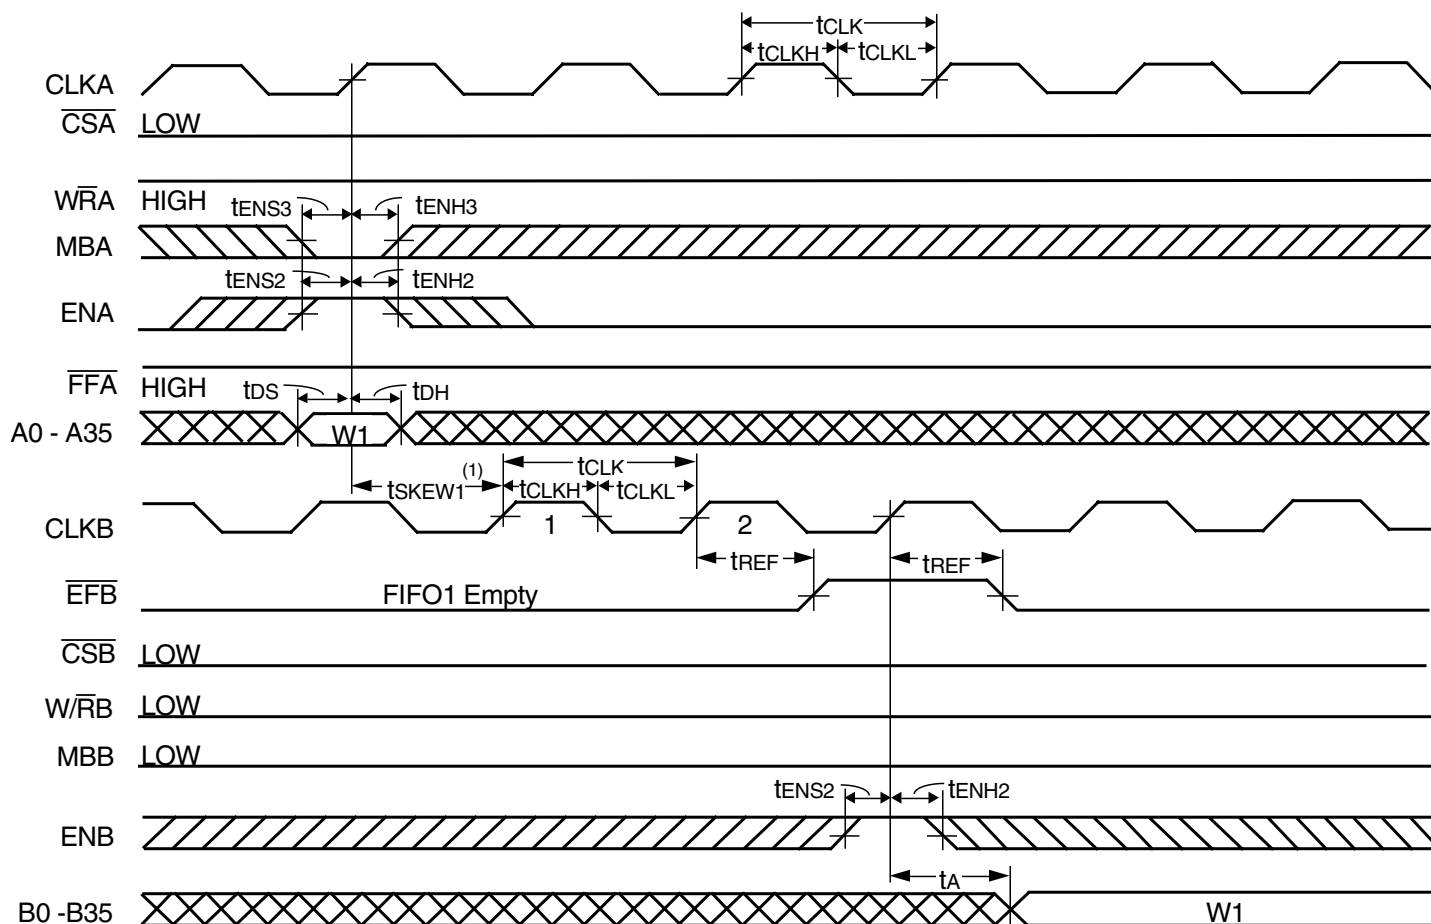 tCLK
tCLKH tCLKL
CLKA
CSA LOW
WRA HIGH
tENS3 tENH3
MBA
tENS2 tENH2
ENA
FFA HIGH
tDS tDH
A0 - A35 W1
tSKEW1(1) tCLK
tCLKH tCLKL
CLKB 1 2
tREF tREF
EFB FIFO1 Empty
CSB LOW
W/RB LOW
MBB LOW
tENS2 tENH2
ENB
tA
B0 -B35 W1